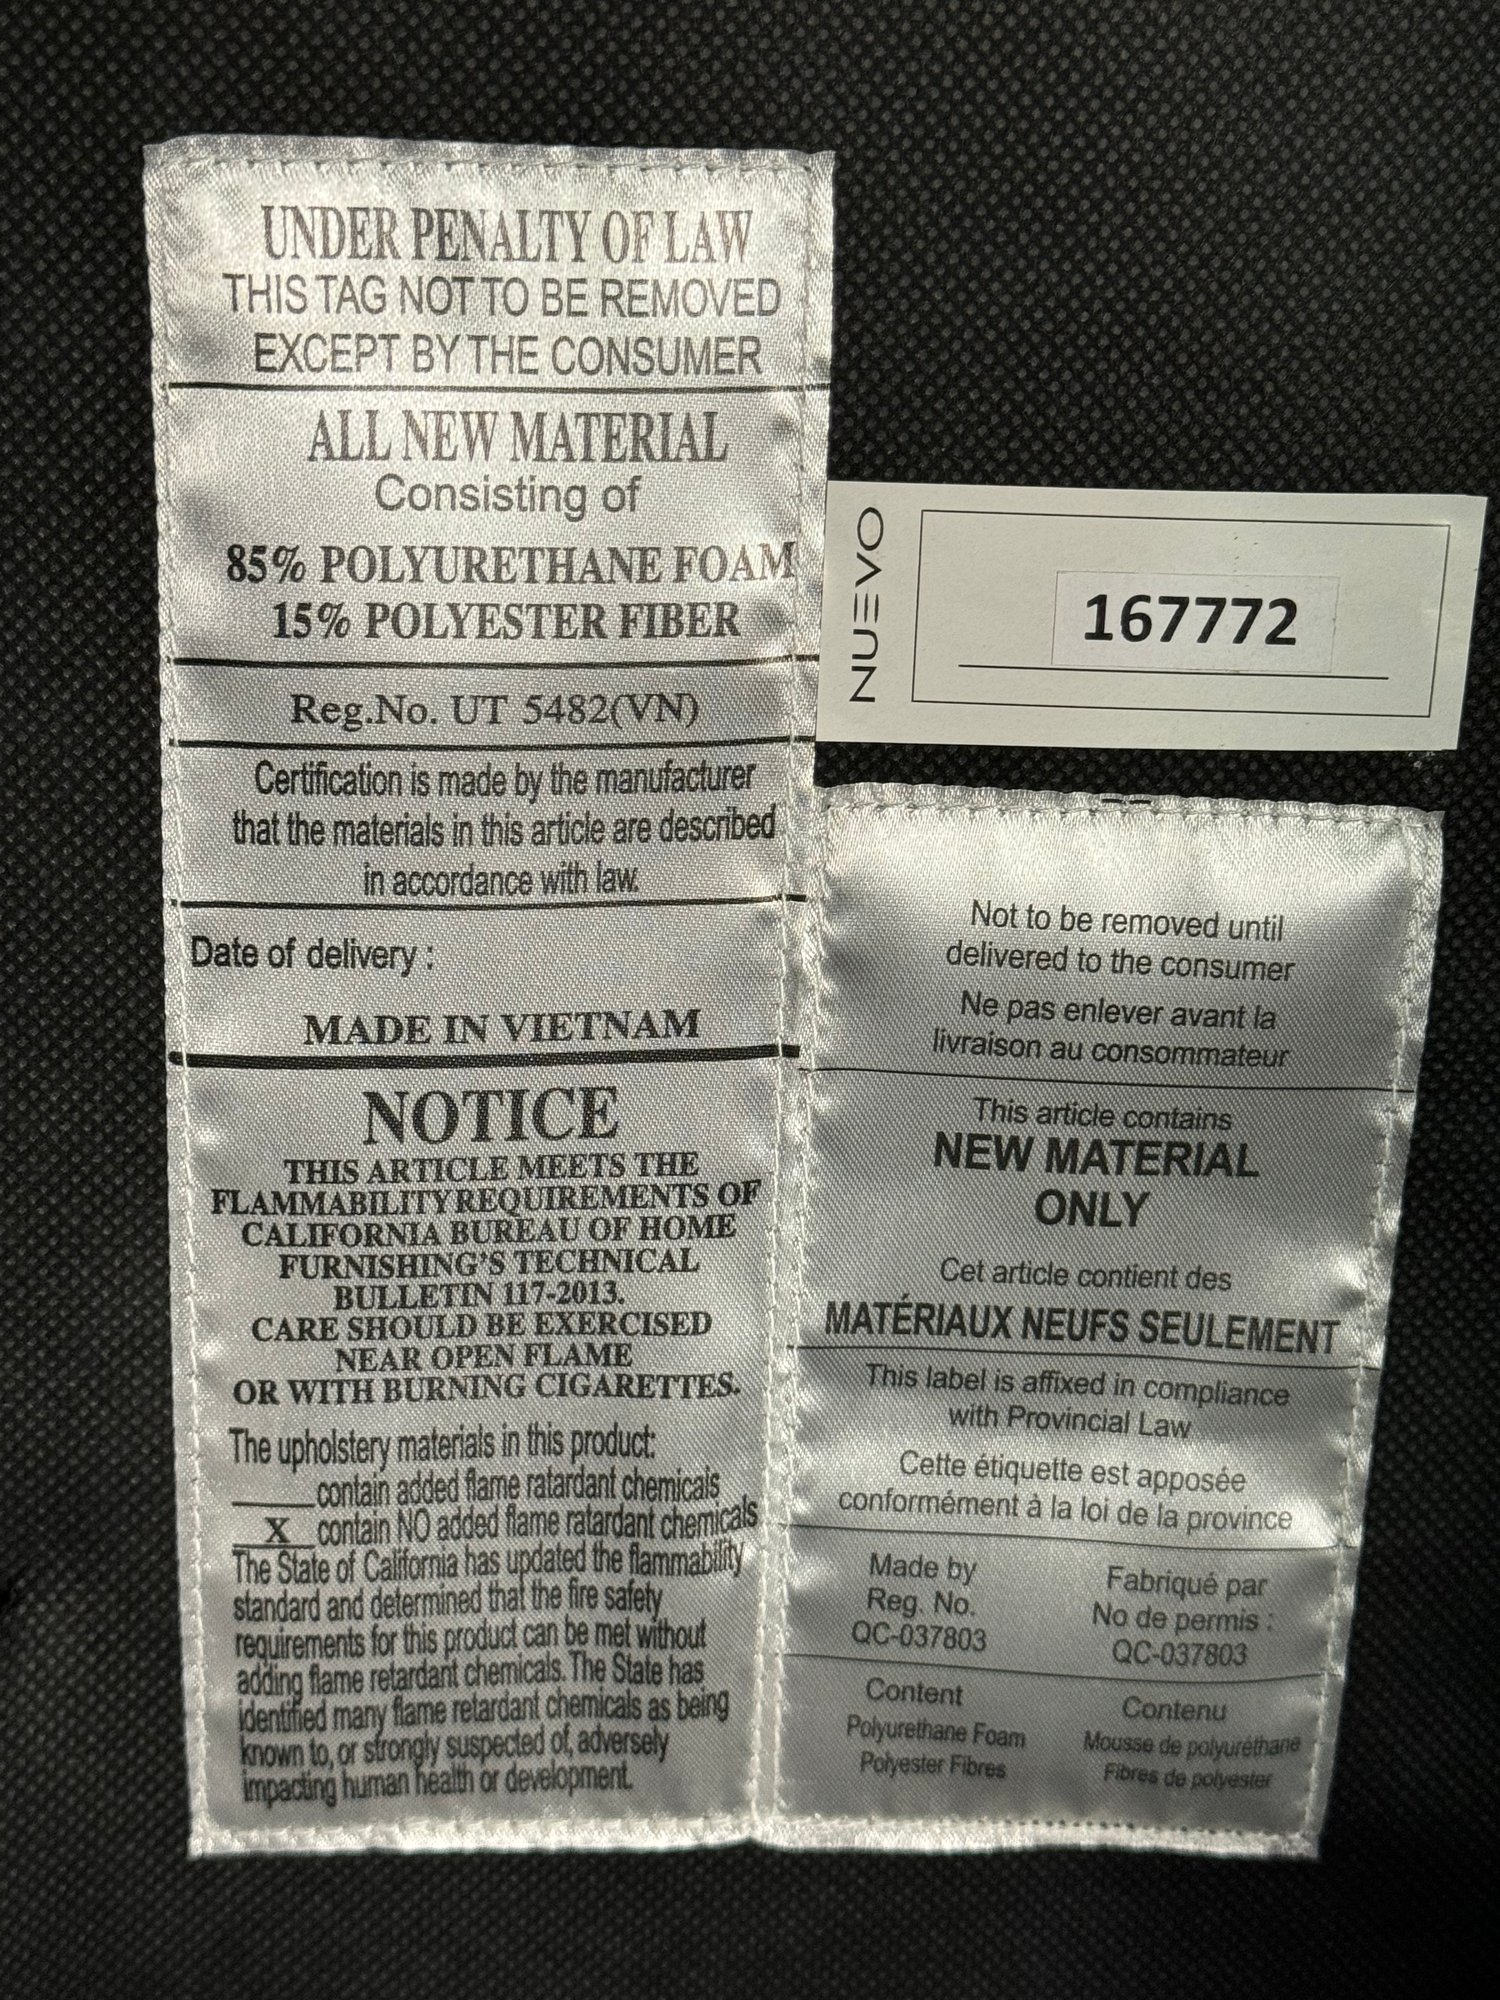 UNDER PENALTY OF LAW
THIS TAG NOT TO BE REMOVED
EXCEPT BY THE CONSUMER
ALL NEW MATERIAL
Consisting of
85% POLYURETHANE FOAM
15% POLYESTER FIBER
Reg.No. UT 5482(VN)
Certification is made by the manufacturer
that the materials in this article are described
in accordance with law.
Date of delivery :
MADE IN VIETNAM
NOTICE
THIS ARTICLE MEETS THE
FLAMMABILITY REQUIREMENTS OF
CALIFORNIA BUREAU OF HOME
FURNISHING'S TECHNICAL
BULLETIN 117-2013.
CARE SHOULD BE EXERCISED
NEAR OPEN FLAME
OR WITH BURNING CIGARETTES.
The upholstery materials in this product:
_____contain added flame ratardant chemicals
__X__contain NO added flame ratardant chemicals
The State of California has updated the flammability
standard and determined that the fire safety
requirements for this product can be met without
adding flame retardant chemicals. The State has
identified many flame retardant chemicals as being
known to, or strongly suspected of, adversely
impacting human health or development.
NUEVO
167772
Not to be removed until
delivered to the consumer
Ne pas enlever avant la
livraison au consommateur
This article contains
NEW MATERIAL
ONLY
Cet article contient des
MATÉRIAUX NEUFS SEULEMENT
This label is affixed in compliance
with Provincial Law
Cette étiquette est apposée
conformément à la loi de la province
Made by
Reg. No.
QC-037803
Fabriqué par
No de permis :
QC-037803
Content
Polyurethane Foam
Polyester Fibres
Contenu
Mousse de polyuréthane
Fibres de polyester